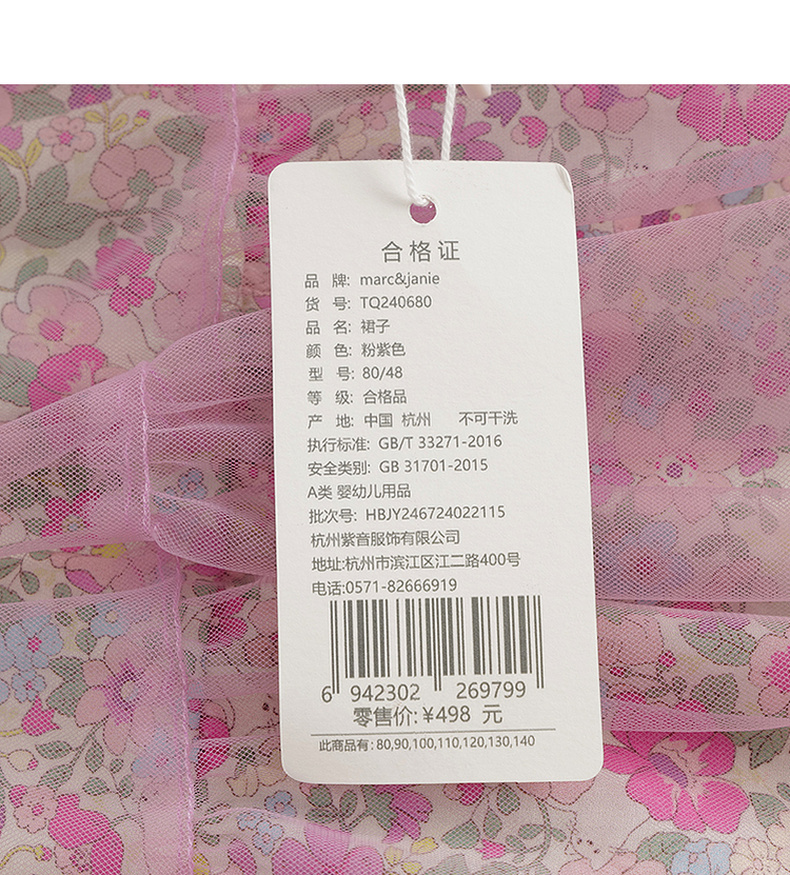 合格证
品 牌: marc&janie
货 号: TQ240680
品 名: 裙子
颜 色: 粉紫色
型 号: 80/48
等 级: 合格品
产 地: 中国 杭州 不可干洗
执行标准: GB/T 33271-2016
安全类别: GB 31701-2015
A类 婴幼儿用品
批次号: HBJY246724022115
杭州紫音服饰有限公司
地址:杭州市滨江区江二路400号
电话:0571-82666919
6 942302 269799
零售价:¥498 元
此商品有:80,90,100,110,120,130,140